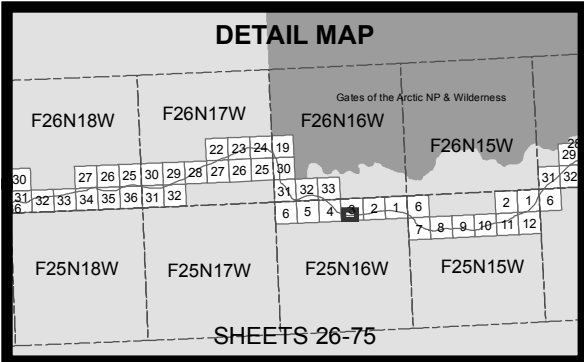 DETAIL MAP
Gates of the Arctic NP & Wilderness
F26N18W
F26N17W
F26N16W
F26N15W
22 23 24 19
28
29
30
27 26 25 30 29 28 27 26 25 30
31 32
31 32 33 34 35 36 31 32
31 32 33
6
6 5 4 3 2 1 6
2 1 6
7 8 9 10 11 12
F25N18W
F25N17W
F25N16W
F25N15W
SHEETS 26-75